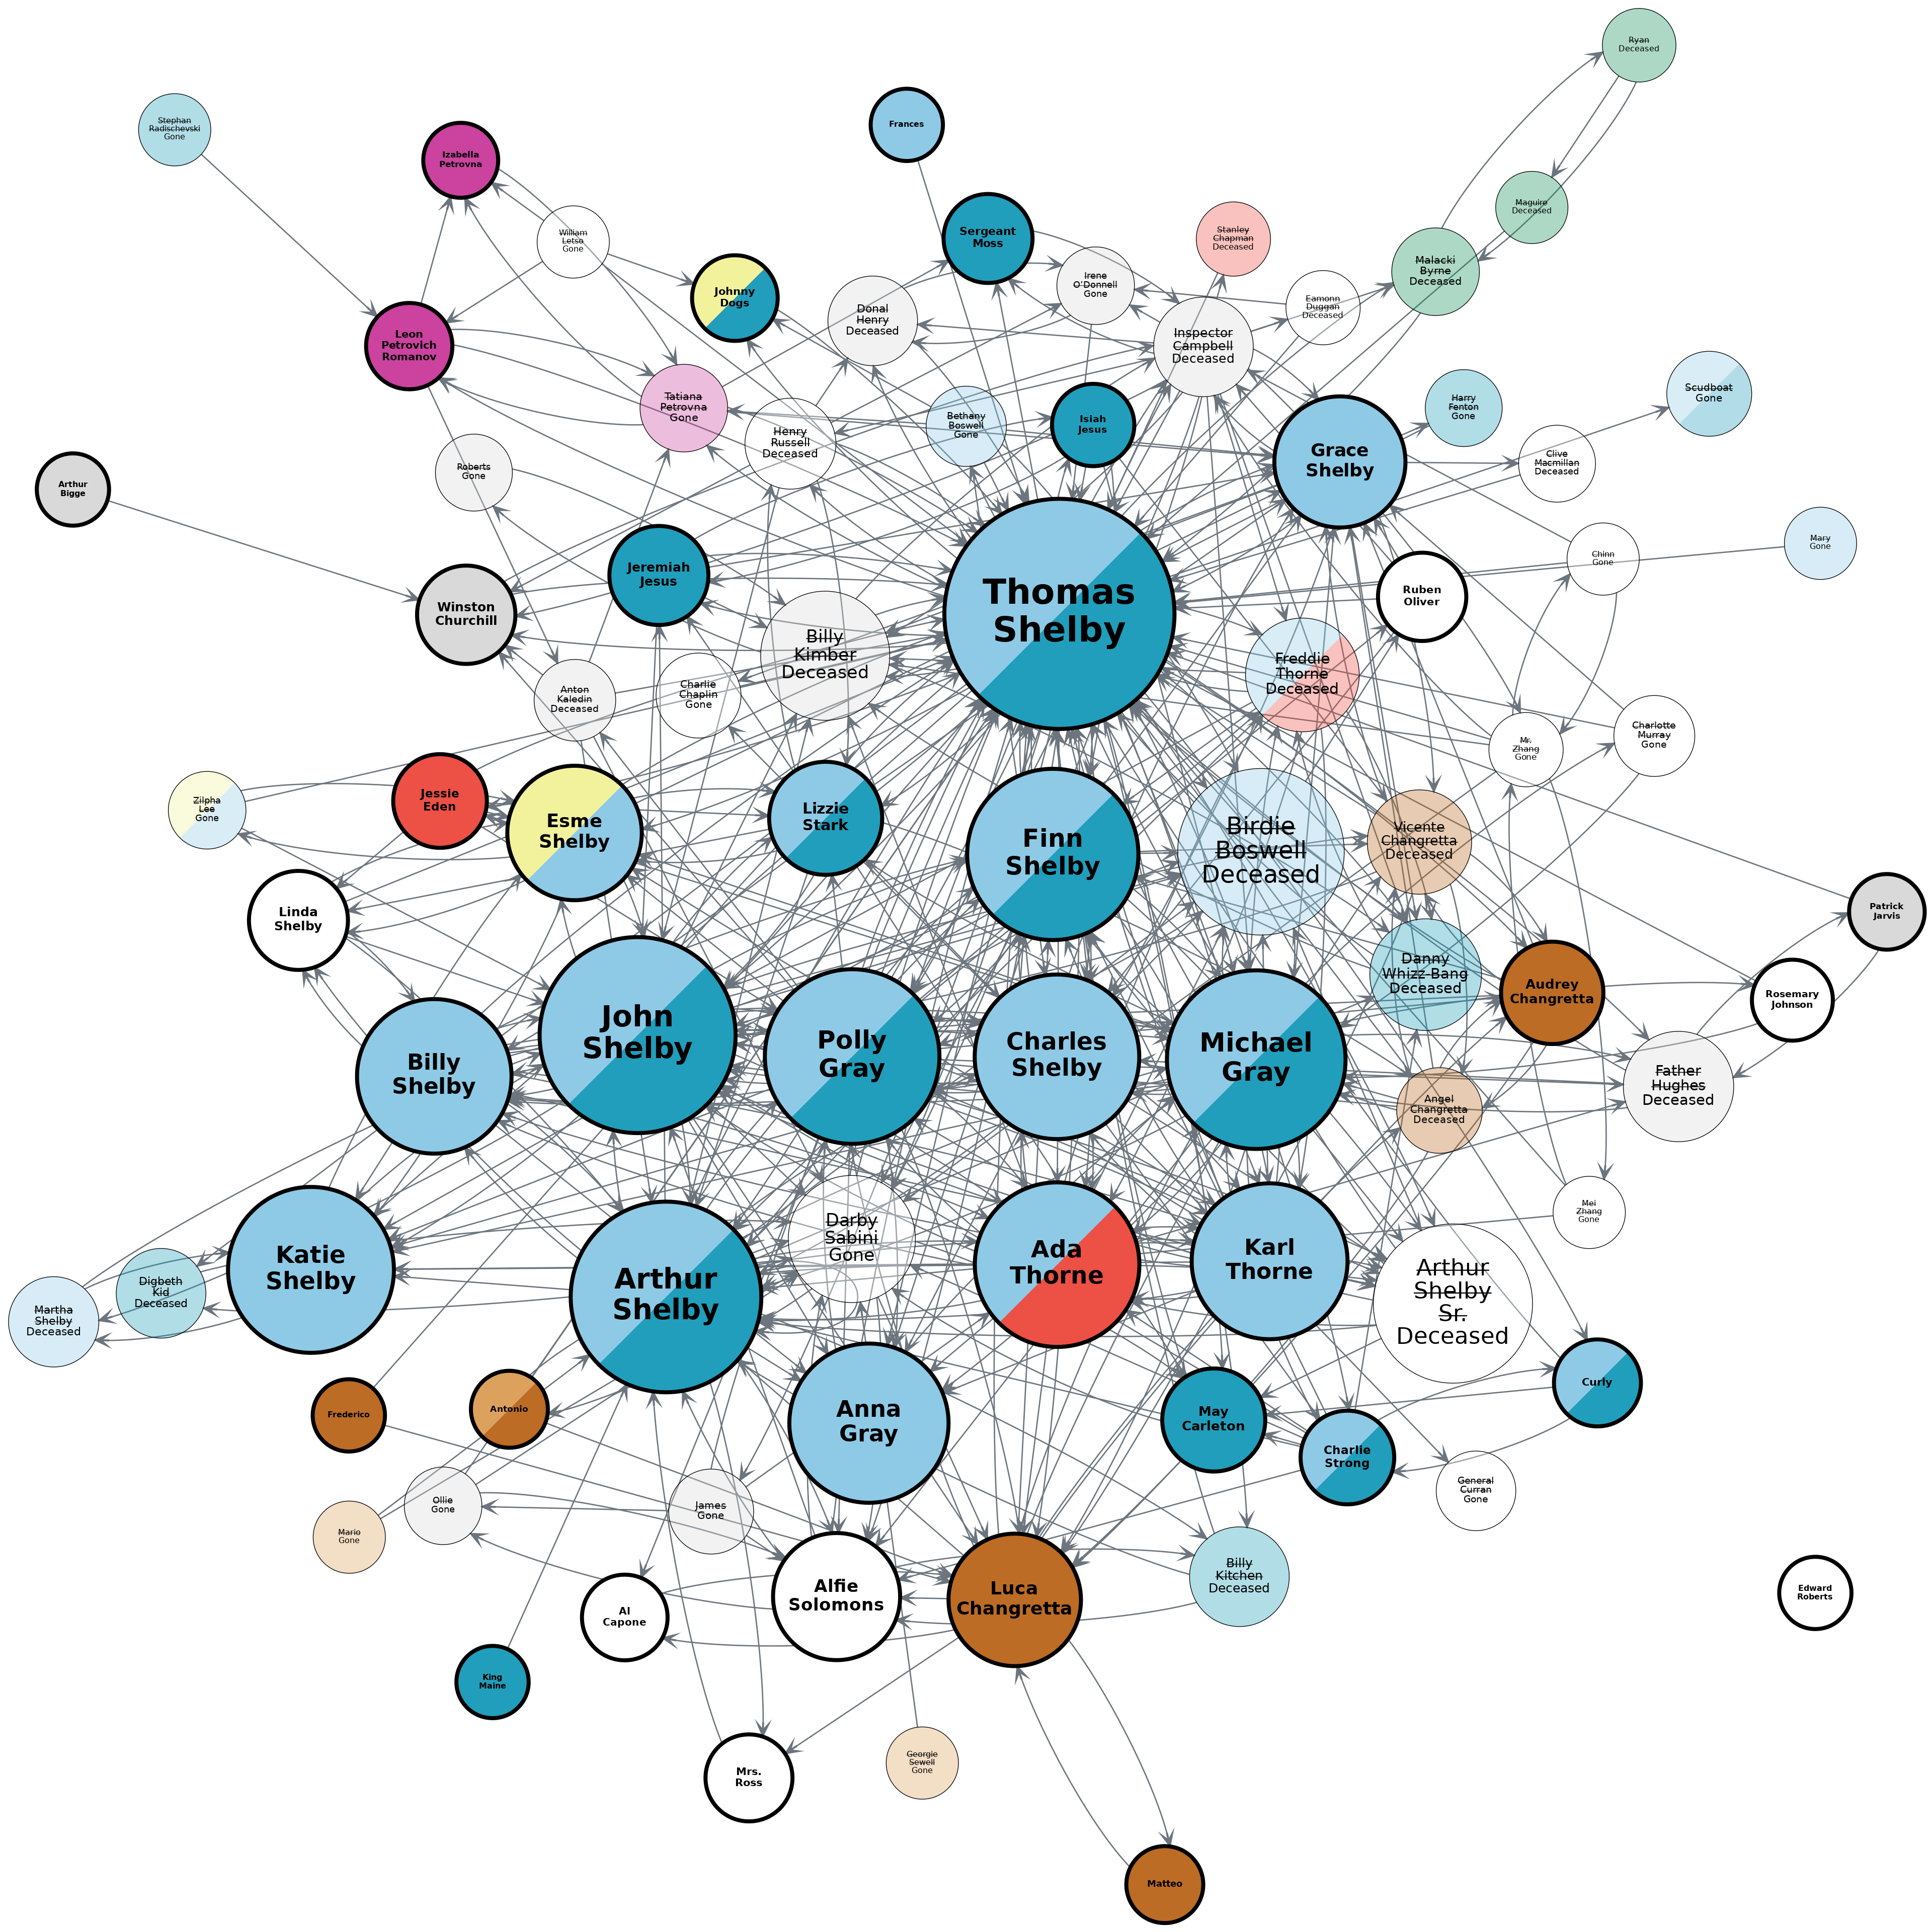 Ryan
Deceased
Stephan
Radischevski
Gone
Frances
Izabella
Petrovna
Maguire
Deceased
William
Letso
Gone
Sergeant
Moss
Stanley
Chapman
Deceased
Malacki
Byrne
Deceased
Irene
O'Donnell
Gone
Johnny
Dogs
Eamonn
Duggan
Deceased
Donal
Henry
Deceased
Inspector
Campbell
Deceased
Leon
Petrovich
Romanov
Scudboat
Gone
Tatiana
Petrovna
Gone
Harry
Fenton
Gone
Bethany
Boswell
Gone
Isiah
Jesus
Henry
Russell
Deceased
Grace
Shelby
Clive
Macmillan
Deceased
Roberts
Gone
Arthur
Bigge
Mary
Gone
Chinn
Gone
Jeremiah
Jesus
Ruben
Oliver
Thomas
Shelby
Winston
Churchill
Billy
Kimber
Deceased
Freddie
Thorne
Deceased
Charlie
Chaplin
Gone
Anton
Kaledin
Deceased
Charlotte
Murray
Gone
Mr.
Zhang
Gone
Jessie
Eden
Zilpha
Lee
Gone
Lizzie
Stark
Esme
Shelby
Vicente
Changretta
Deceased
Finn
Shelby
Birdie
Boswell
Deceased
Patrick
Jarvis
Linda
Shelby
Danny
Whizz-Bang
Deceased
Audrey
Changretta
Rosemary
Johnson
John
Shelby
Polly
Gray
Charles
Shelby
Michael
Gray
Billy
Shelby
Father
Hughes
Deceased
Angel
Changretta
Deceased
Mei
Zhang
Gone
Darby
Sabini
Gone
Katie
Shelby
Ada
Thorne
Karl
Thorne
Digbeth
Kid
Deceased
Arthur
Shelby
Arthur
Shelby
Sr.
Deceased
Martha
Shelby
Deceased
Curly
Antonio
Frederico
Anna
Gray
May
Carleton
Charlie
Strong
General
Curran
Gone
Ollie
Gone
James
Gone
Mario
Gone
Billy
Kitchen
Deceased
Alfie
Solomons
Luca
Changretta
Edward
Roberts
Al
Capone
King
Maine
Georgie
Sewell
Gone
Mrs.
Ross
Matteo